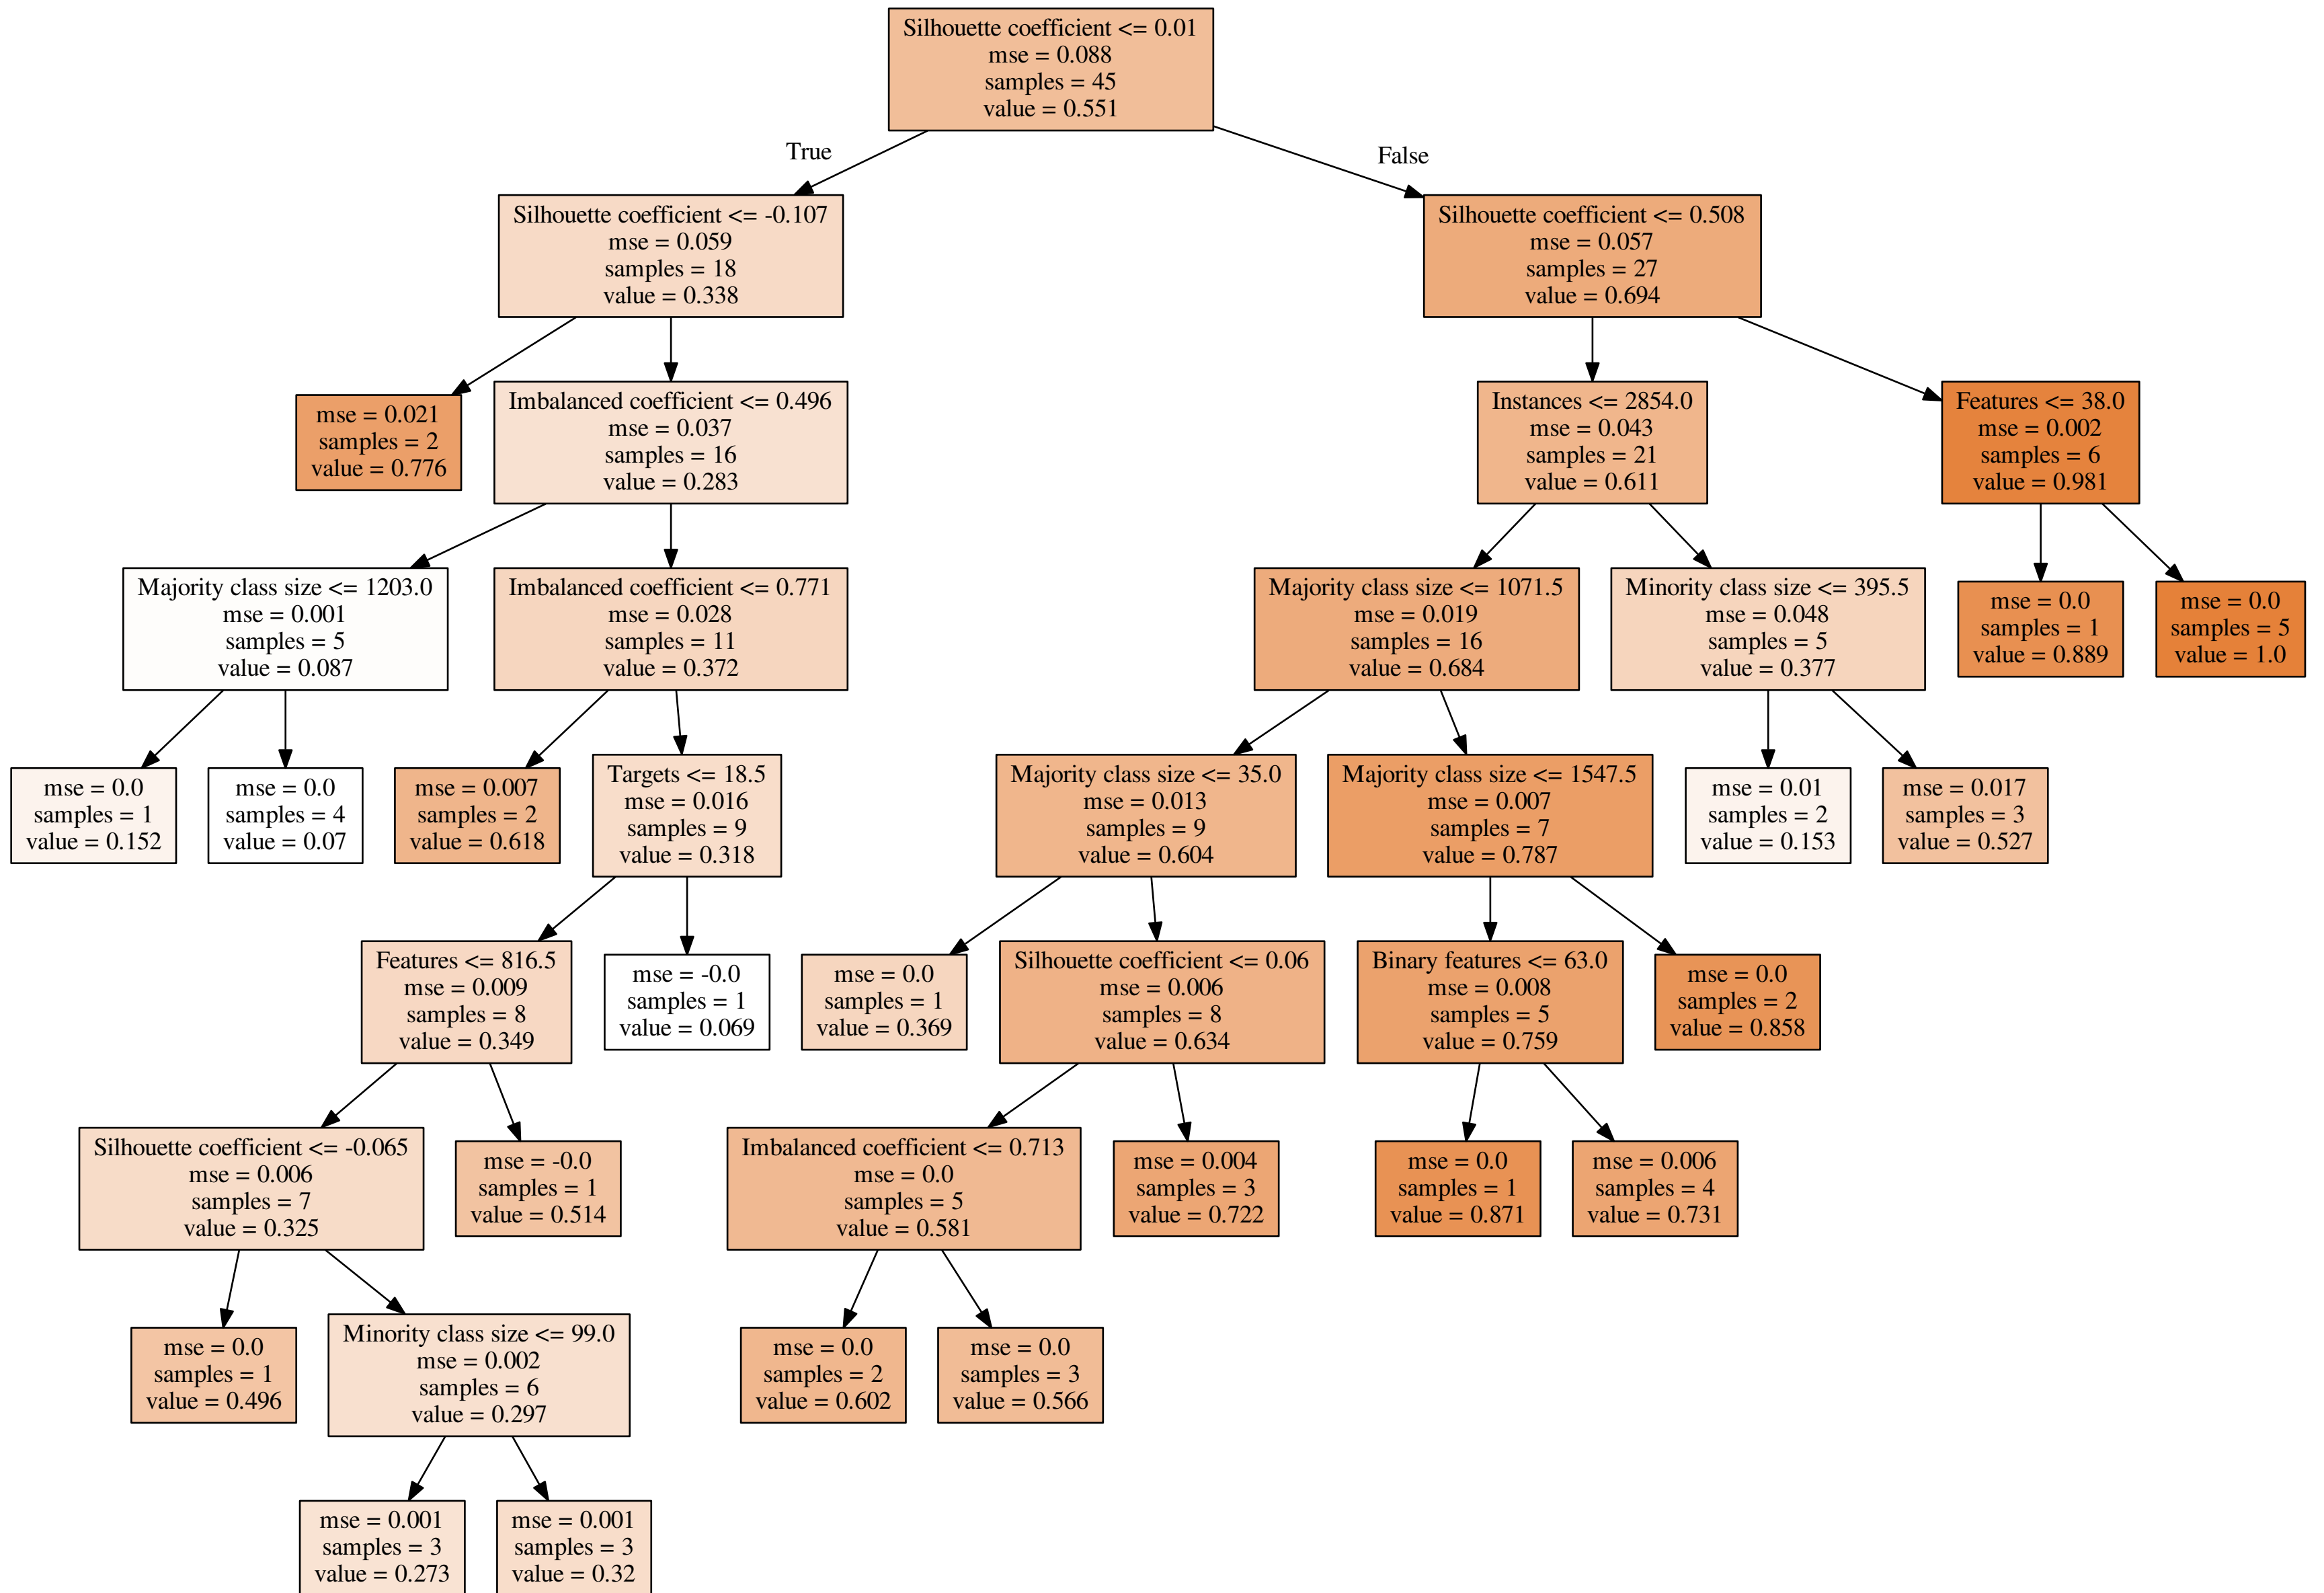 Silhouette coefficient <= 0.01
mse = 0.088
samples = 45
value = 0.551
True
False
Silhouette coefficient <= -0.107
mse = 0.059
samples = 18
value = 0.338
Silhouette coefficient <= 0.508
mse = 0.057
samples = 27
value = 0.694
mse = 0.021
samples = 2
value = 0.776
Imbalanced coefficient <= 0.496
mse = 0.037
samples = 16
value = 0.283
Instances <= 2854.0
mse = 0.043
samples = 21
value = 0.611
Features <= 38.0
mse = 0.002
samples = 6
value = 0.981
Majority class size <= 1203.0
mse = 0.001
samples = 5
value = 0.087
Imbalanced coefficient <= 0.771
mse = 0.028
samples = 11
value = 0.372
Majority class size <= 1071.5
mse = 0.019
samples = 16
value = 0.684
Minority class size <= 395.5
mse = 0.048
samples = 5
value = 0.377
mse = 0.0
samples = 1
value = 0.889
mse = 0.0
samples = 5
value = 1.0
mse = 0.0
samples = 1
value = 0.152
mse = 0.0
samples = 4
value = 0.07
mse = 0.007
samples = 2
value = 0.618
Targets <= 18.5
mse = 0.016
samples = 9
value = 0.318
Majority class size <= 35.0
mse = 0.013
samples = 9
value = 0.604
Majority class size <= 1547.5
mse = 0.007
samples = 7
value = 0.787
mse = 0.01
samples = 2
value = 0.153
mse = 0.017
samples = 3
value = 0.527
Features <= 816.5
mse = 0.009
samples = 8
value = 0.349
mse = -0.0
samples = 1
value = 0.069
mse = 0.0
samples = 1
value = 0.369
Silhouette coefficient <= 0.06
mse = 0.006
samples = 8
value = 0.634
Binary features <= 63.0
mse = 0.008
samples = 5
value = 0.759
mse = 0.0
samples = 2
value = 0.858
Silhouette coefficient <= -0.065
mse = 0.006
samples = 7
value = 0.325
mse = -0.0
samples = 1
value = 0.514
Imbalanced coefficient <= 0.713
mse = 0.0
samples = 5
value = 0.581
mse = 0.004
samples = 3
value = 0.722
mse = 0.0
samples = 1
value = 0.871
mse = 0.006
samples = 4
value = 0.731
mse = 0.0
samples = 1
value = 0.496
Minority class size <= 99.0
mse = 0.002
samples = 6
value = 0.297
mse = 0.0
samples = 2
value = 0.602
mse = 0.0
samples = 3
value = 0.566
mse = 0.001
samples = 3
value = 0.273
mse = 0.001
samples = 3
value = 0.32